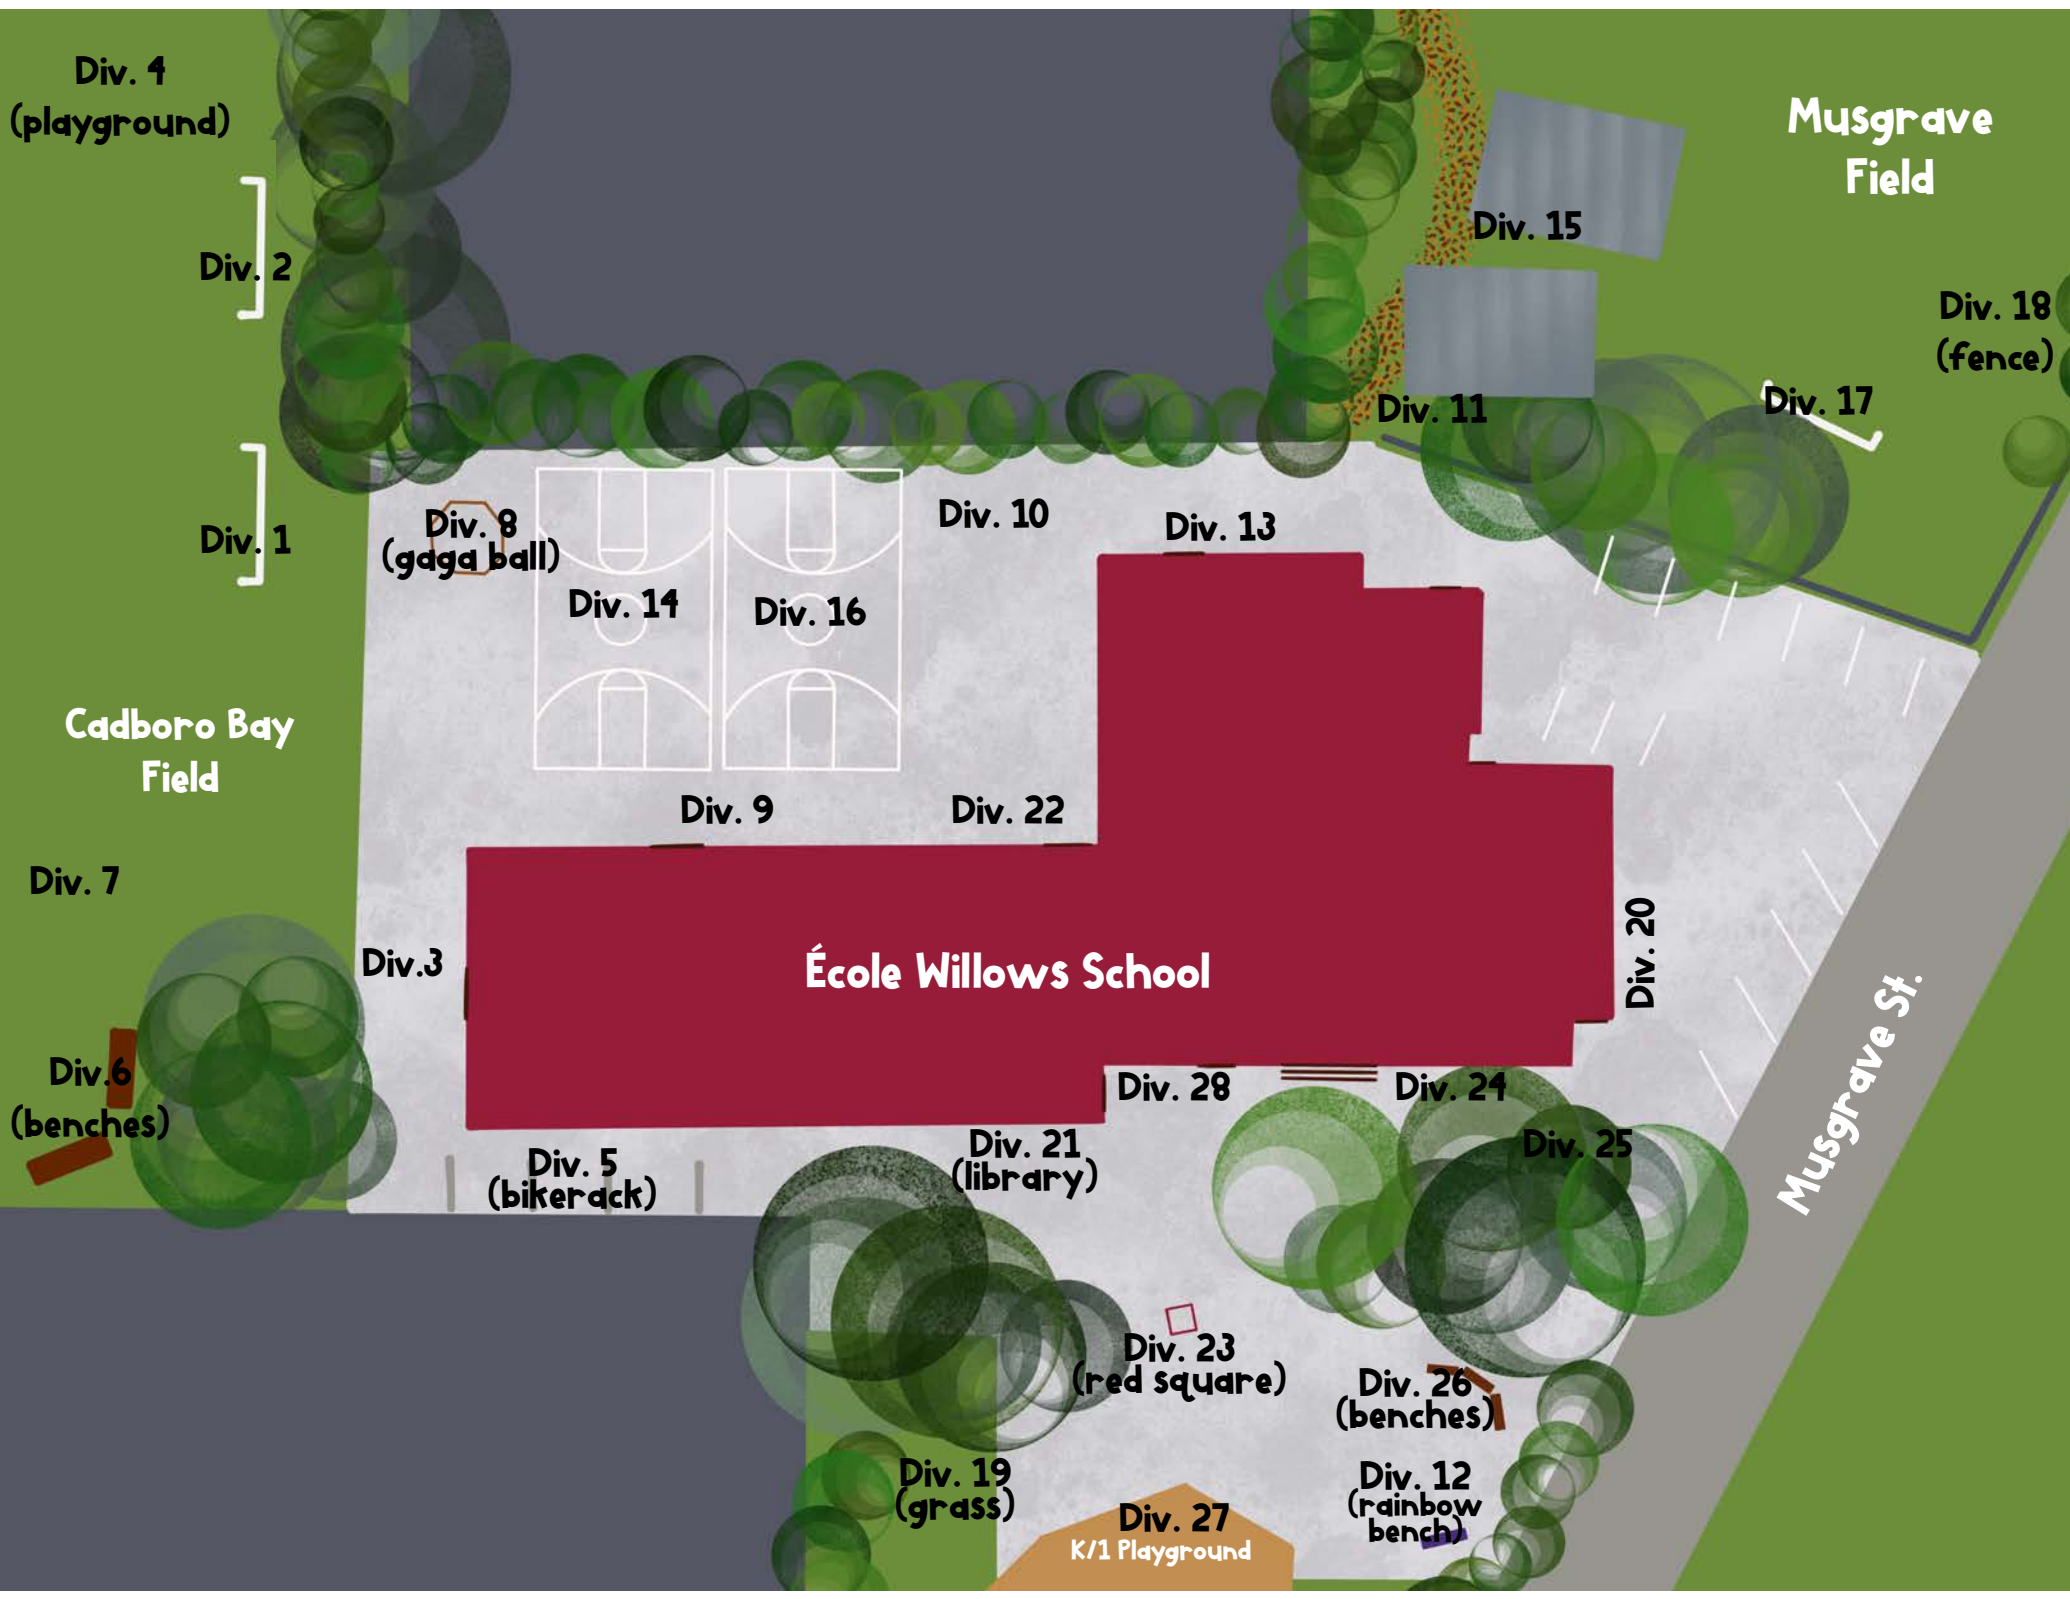 Div. 4
(playground)
Musgrave
Field
Div. 15
Div. 2
Div. 18
(fence)
Div. 17
Div. 11
Div. 1
Div. 8
(gaga ball)
Div. 10
Div. 13
Div. 14
Div. 16
Cadboro Bay
Field
Div. 9
Div. 22
Div. 7
Div.3
École Willows School
Div. 20
Musgrave St.
Div.6
(benches)
Div. 28
Div. 24
Div. 5
(bikerack)
Div. 21
(library)
Div. 25
Div. 23
(red square)
Div. 26
(benches)
Div. 19
(grass)
Div. 12
(rainbow
bench)
Div. 27
K/1 Playground